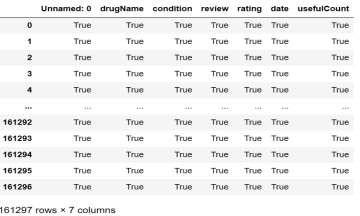 Unnamed: 0 drugName condition review rating date usefulCount
0 True True True True True True True
1 True True True True True True True
2 True True True True True True True
3 True True True True True True True
4 True True True True True True True
... ... ... ... ... ... ... ...
161292 True True True True True True True
161293 True True True True True True True
161294 True True True True True True True
161295 True True True True True True True
161296 True True True True True True True
161297 rows × 7 columns